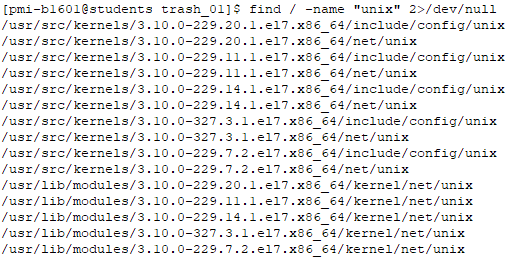 [pmi-b1601@students trash_01]$ find / -name "unix" 2>/dev/null
/usr/src/kernels/3.10.0-229.20.1.el7.x86_64/include/config/unix
/usr/src/kernels/3.10.0-229.20.1.el7.x86_64/net/unix
/usr/src/kernels/3.10.0-229.11.1.el7.x86_64/include/config/unix
/usr/src/kernels/3.10.0-229.11.1.el7.x86_64/net/unix
/usr/src/kernels/3.10.0-229.14.1.el7.x86_64/include/config/unix
/usr/src/kernels/3.10.0-229.14.1.el7.x86_64/net/unix
/usr/src/kernels/3.10.0-327.3.1.el7.x86_64/include/config/unix
/usr/src/kernels/3.10.0-327.3.1.el7.x86_64/net/unix
/usr/src/kernels/3.10.0-229.7.2.el7.x86_64/include/config/unix
/usr/src/kernels/3.10.0-229.7.2.el7.x86_64/net/unix
/usr/lib/modules/3.10.0-229.20.1.el7.x86_64/kernel/net/unix
/usr/lib/modules/3.10.0-229.11.1.el7.x86_64/kernel/net/unix
/usr/lib/modules/3.10.0-229.14.1.el7.x86_64/kernel/net/unix
/usr/lib/modules/3.10.0-327.3.1.el7.x86_64/kernel/net/unix
/usr/lib/modules/3.10.0-229.7.2.el7.x86_64/kernel/net/unix